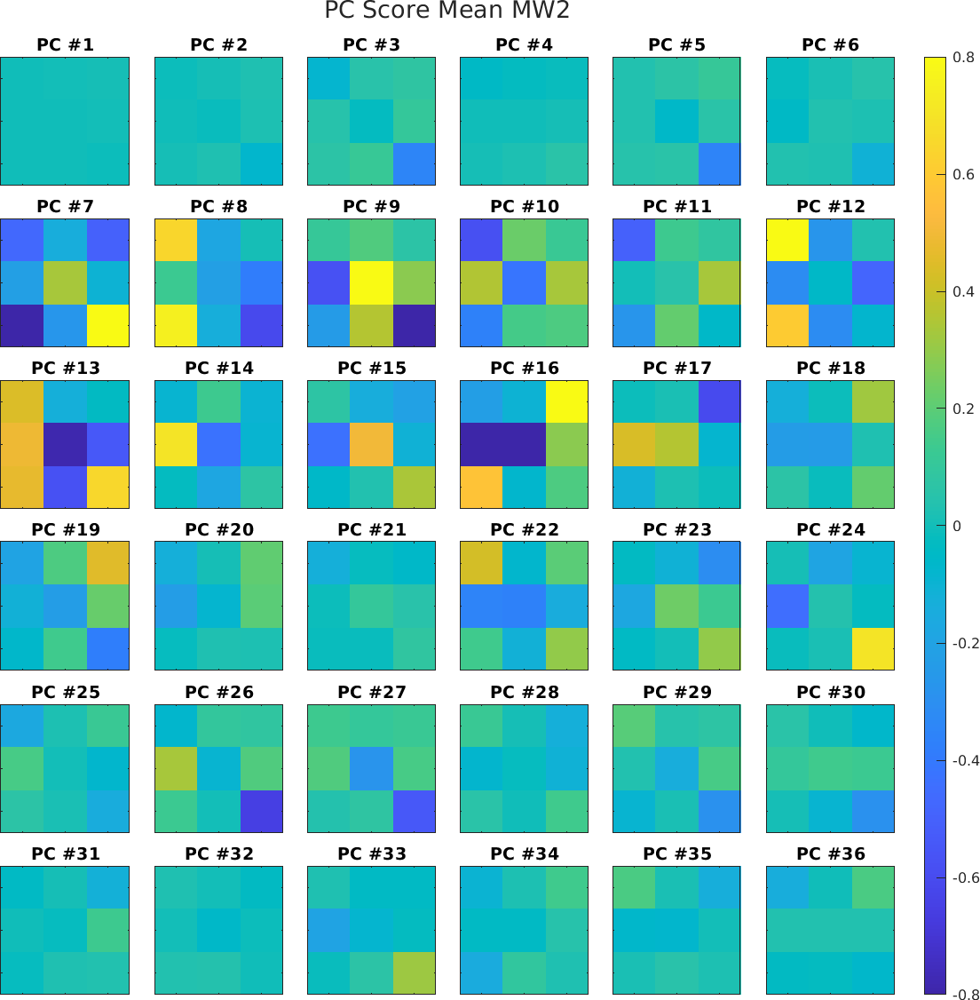 PC Score Mean MW2
PC #1 PC #2 PC #3 PC #4 PC #5 PC #6
PC #7 PC #8 PC #9 PC #10 PC #11 PC #12
PC #13 PC #14 PC #15 PC #16 PC #17 PC #18
PC #19 PC #20 PC #21 PC #22 PC #23 PC #24
PC #25 PC #26 PC #27 PC #28 PC #29 PC #30
PC #31 PC #32 PC #33 PC #34 PC #35 PC #36
0.8
0.6
0.4
0.2
0
-0.2
-0.4
-0.6
-0.8